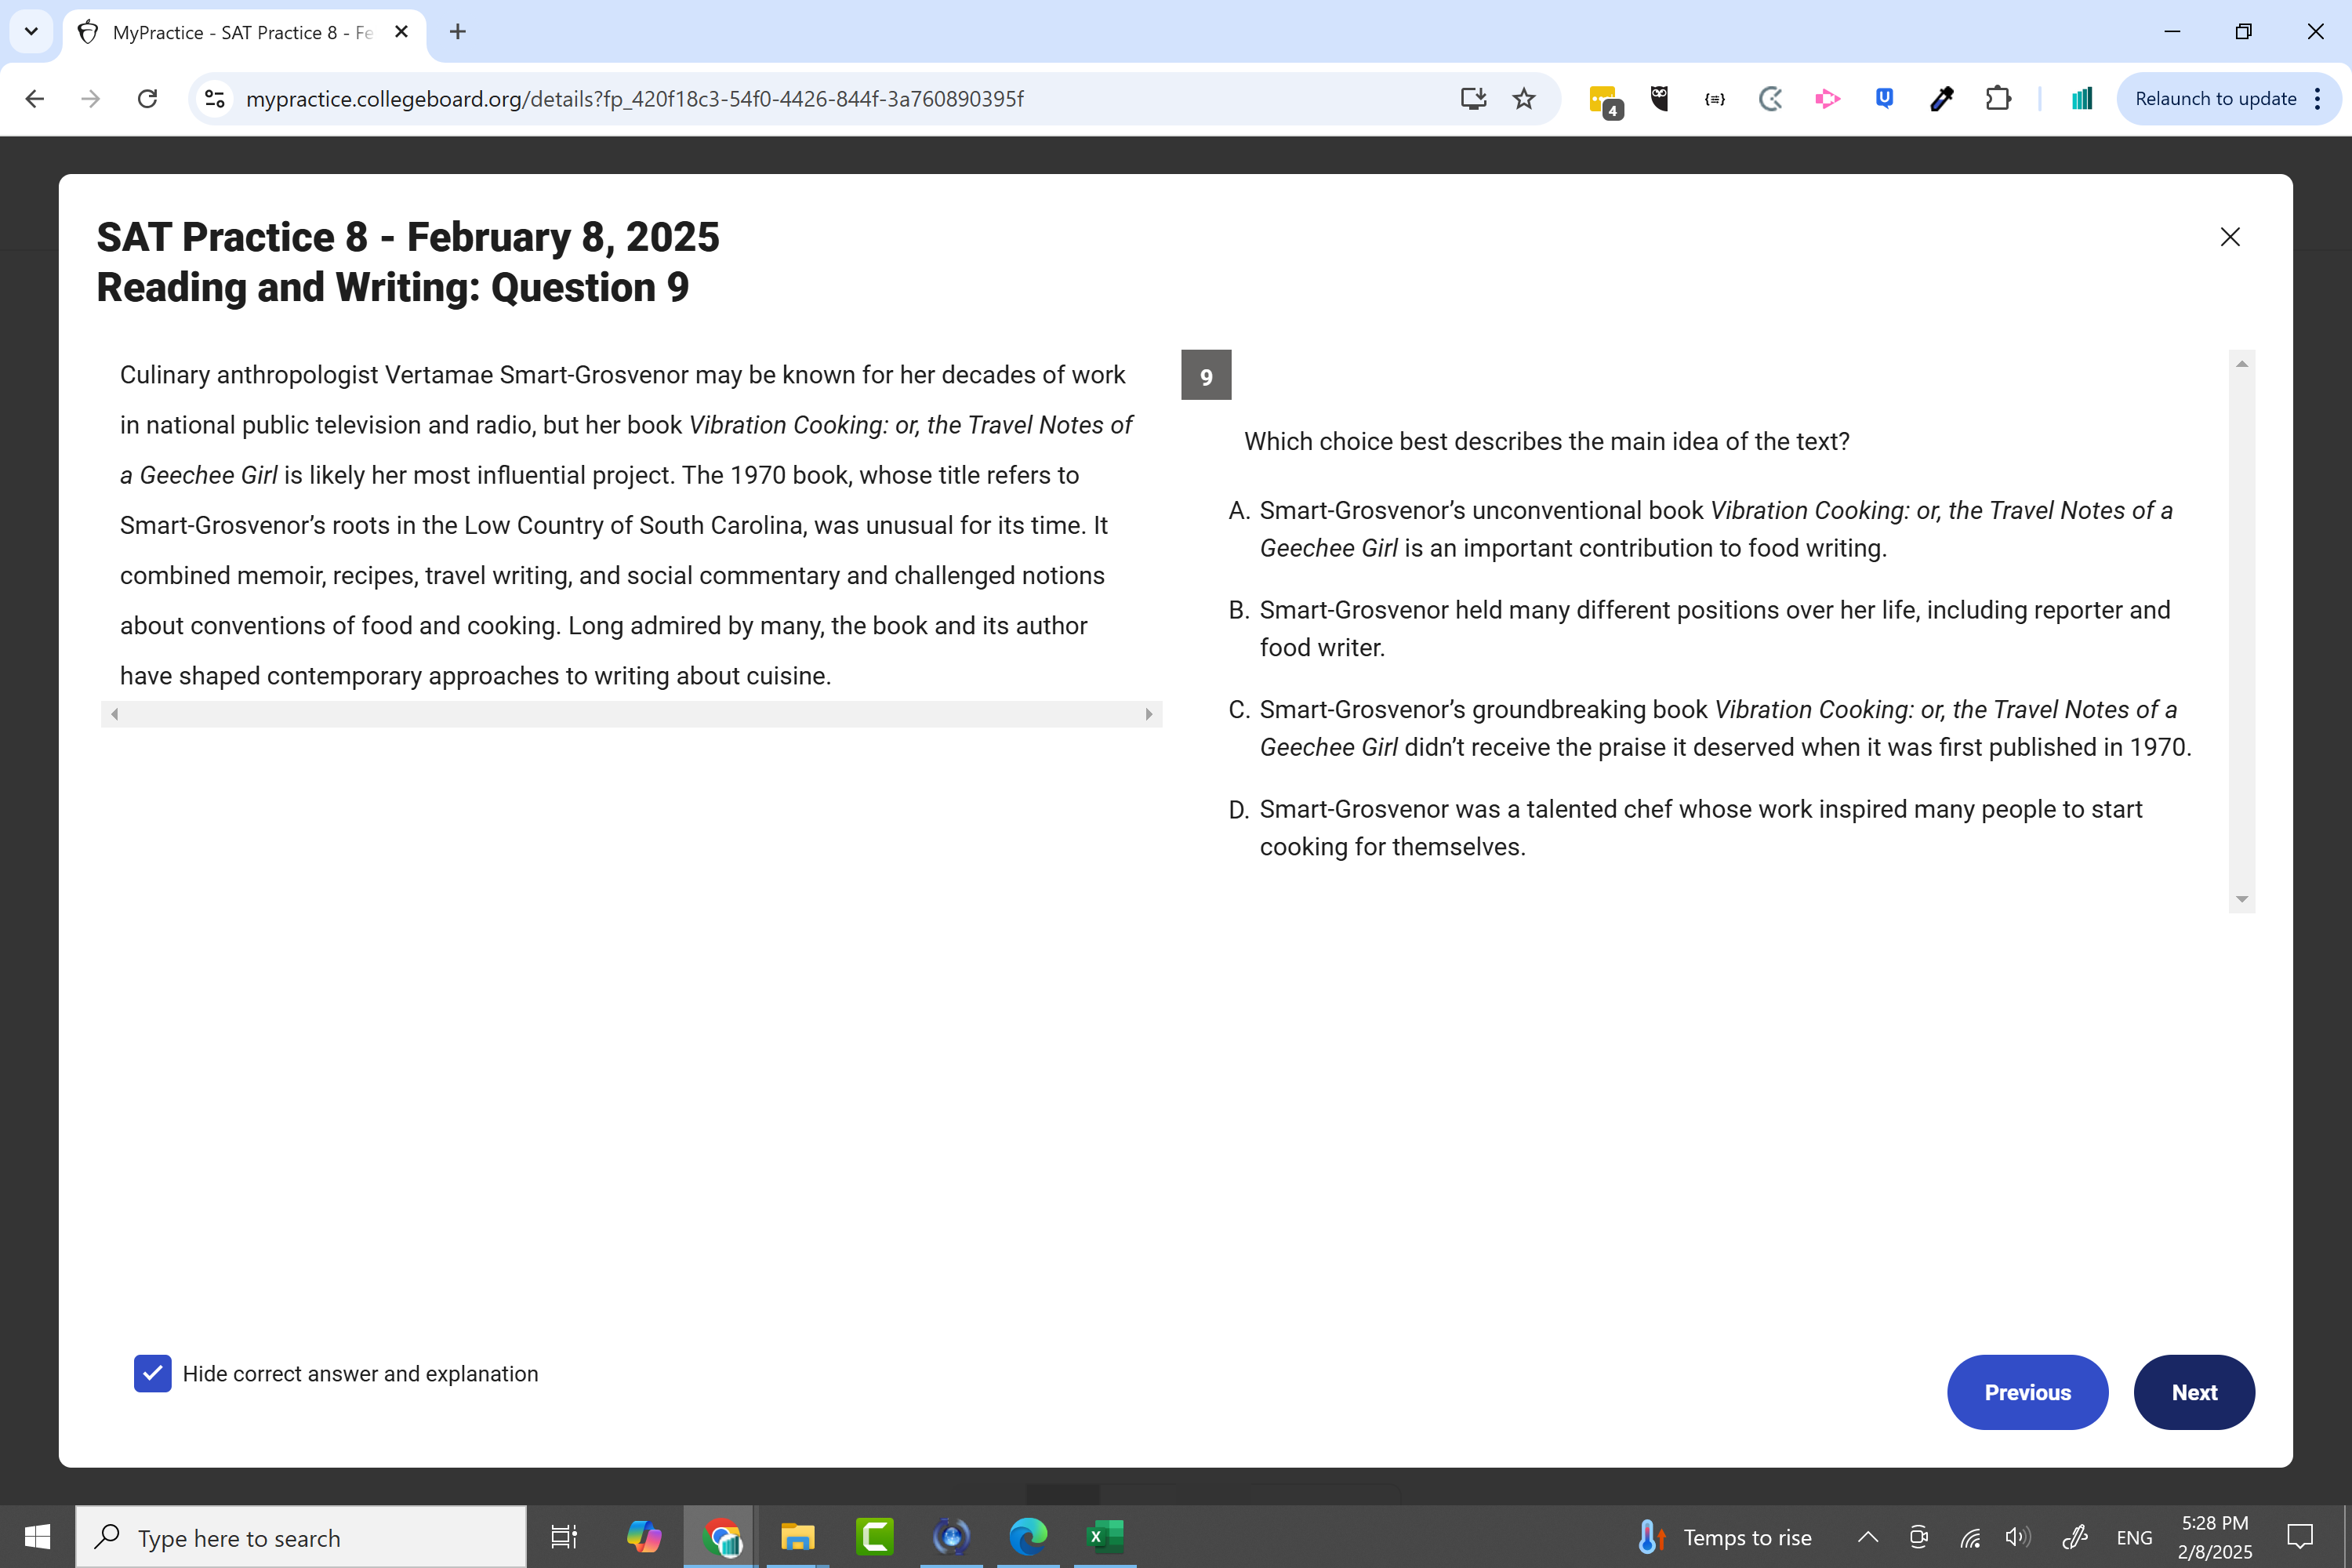 MyPractice - SAT Practice 8 - Fe
mypractice.collegeboard.org/details?fp_420f18c3-54f0-4426-844f-3a760890395f
4
{≡}
U
Relaunch to update
SAT Practice 8 - February 8, 2025
Reading and Writing: Question 9
Culinary anthropologist Vertamae Smart-Grosvenor may be known for her decades of work
in national public television and radio, but her book Vibration Cooking: or, the Travel Notes of
a Geechee Girl is likely her most influential project. The 1970 book, whose title refers to
Smart-Grosvenor’s roots in the Low Country of South Carolina, was unusual for its time. It
combined memoir, recipes, travel writing, and social commentary and challenged notions
about conventions of food and cooking. Long admired by many, the book and its author
have shaped contemporary approaches to writing about cuisine.
9
Which choice best describes the main idea of the text?
A. Smart-Grosvenor’s unconventional book Vibration Cooking: or, the Travel Notes of a
Geechee Girl is an important contribution to food writing.
B. Smart-Grosvenor held many different positions over her life, including reporter and
food writer.
C. Smart-Grosvenor’s groundbreaking book Vibration Cooking: or, the Travel Notes of a
Geechee Girl didn’t receive the praise it deserved when it was first published in 1970.
D. Smart-Grosvenor was a talented chef whose work inspired many people to start
cooking for themselves.
Hide correct answer and explanation
Previous
Next
Type here to search
Temps to rise
ENG
5:28 PM
2/8/2025